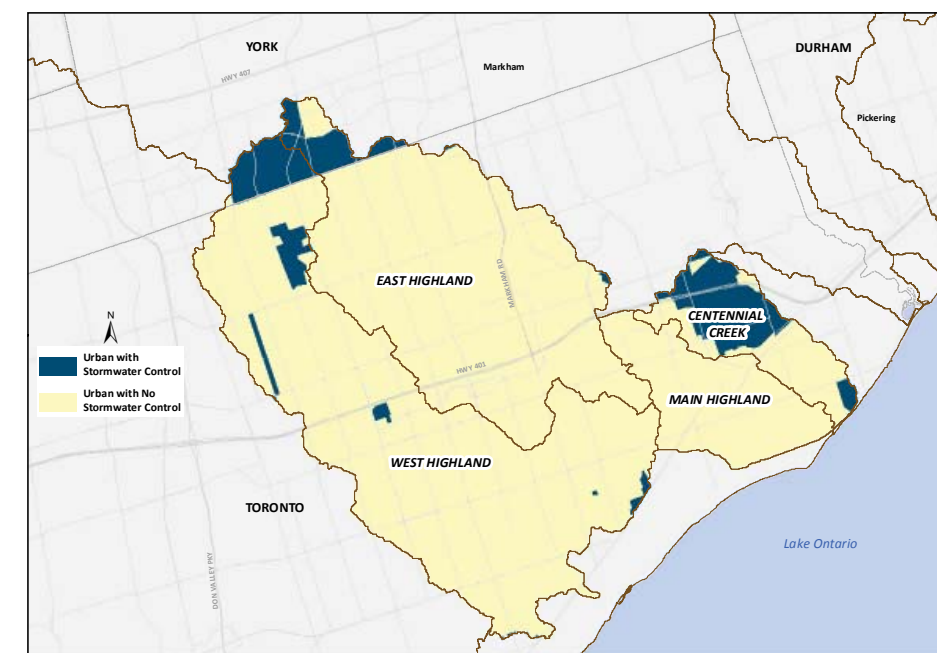 YORK
DURHAM
Markham
HWY 407
Pickering
EAST HIGHLAND
MARKHAM RD
CENTENNIAL
CREEK
N
Urban with
Stormwater Control
Urban with No
Stormwater Control
HWY 401
MAIN HIGHLAND
WEST HIGHLAND
TORONTO
Lake Ontario
DON VALLEY PKY